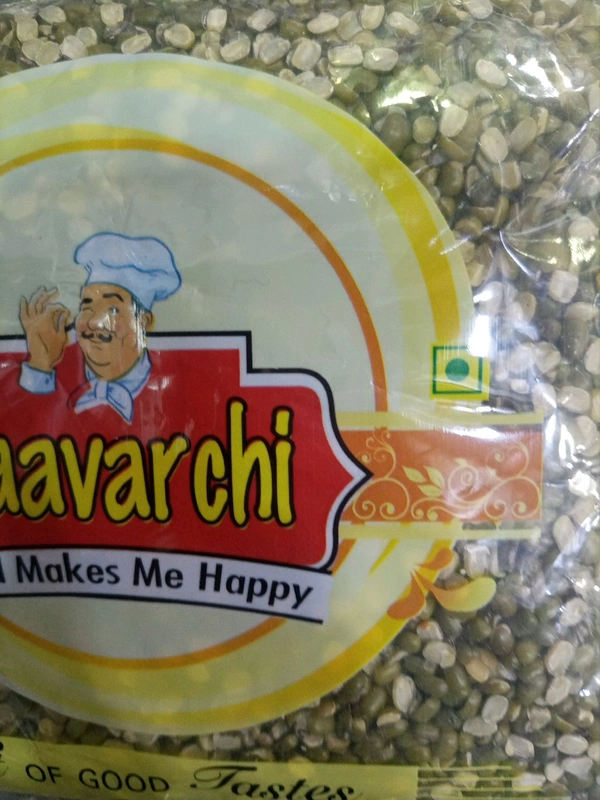 aavarchi
Makes Me Happy
OF GOOD Tastes